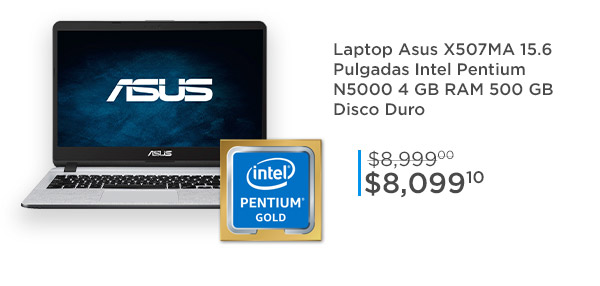 ASUS
ASUS
intel
PENTIUM®
GOLD
Laptop Asus X507MA 15.6
Pulgadas Intel Pentium
N5000 4 GB RAM 500 GB
Disco Duro
$8,999⁰⁰
$8,099¹⁰